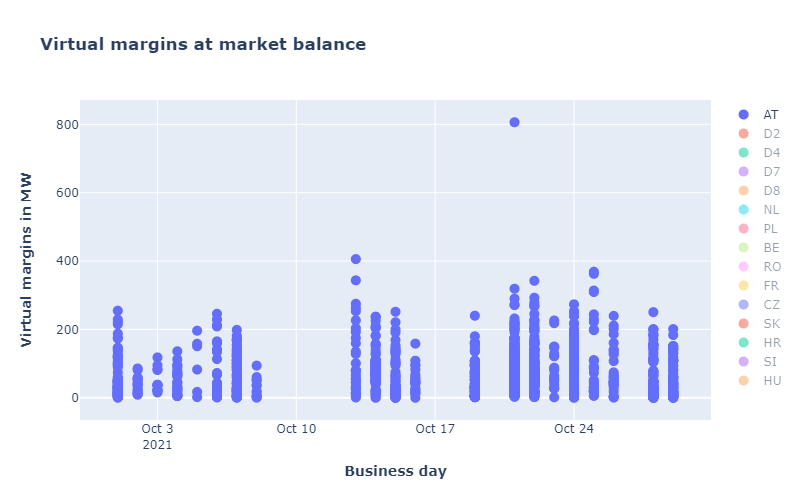 Virtual margins at market balance
Virtual margins in MW
800
600
400
200
0
Oct 3
2021
Oct 10
Oct 17
Oct 24
Business day
AT
D2
D4
D7
D8
NL
PL
BE
RO
FR
CZ
SK
HR
SI
HU